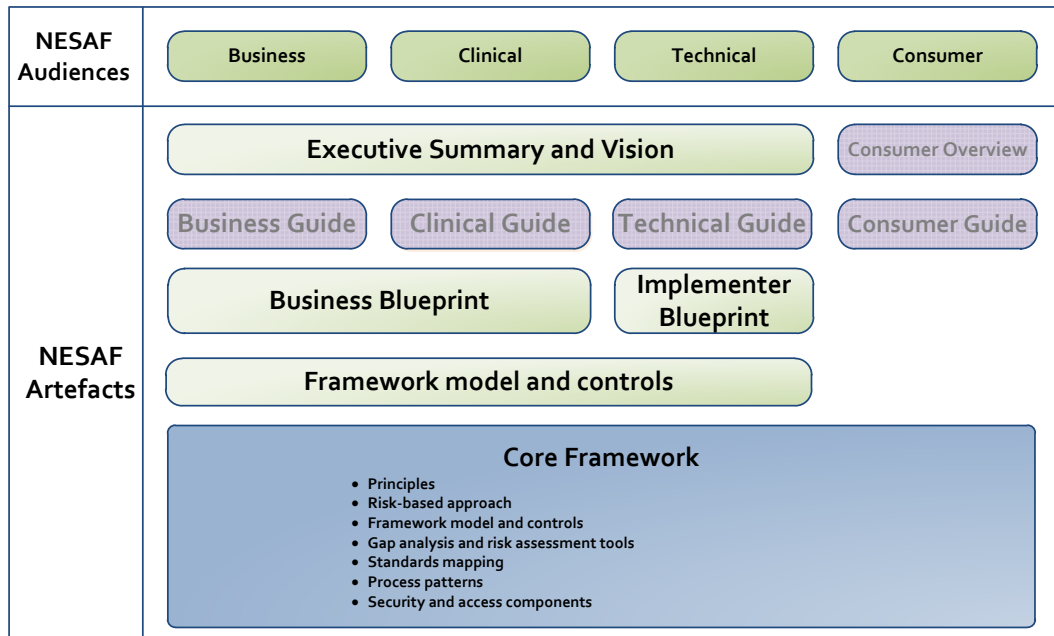 NESAF
Audiences
Business
Clinical
Technical
Consumer
NESAF
Artefacts
Executive Summary and Vision
Consumer Overview
Business Guide
Clinical Guide
Technical Guide
Consumer Guide
Business Blueprint
Implementer
Blueprint
Framework model and controls
Core Framework
• Principles
• Risk-based approach
• Framework model and controls
• Gap analysis and risk assessment tools
• Standards mapping
• Process patterns
• Security and access components